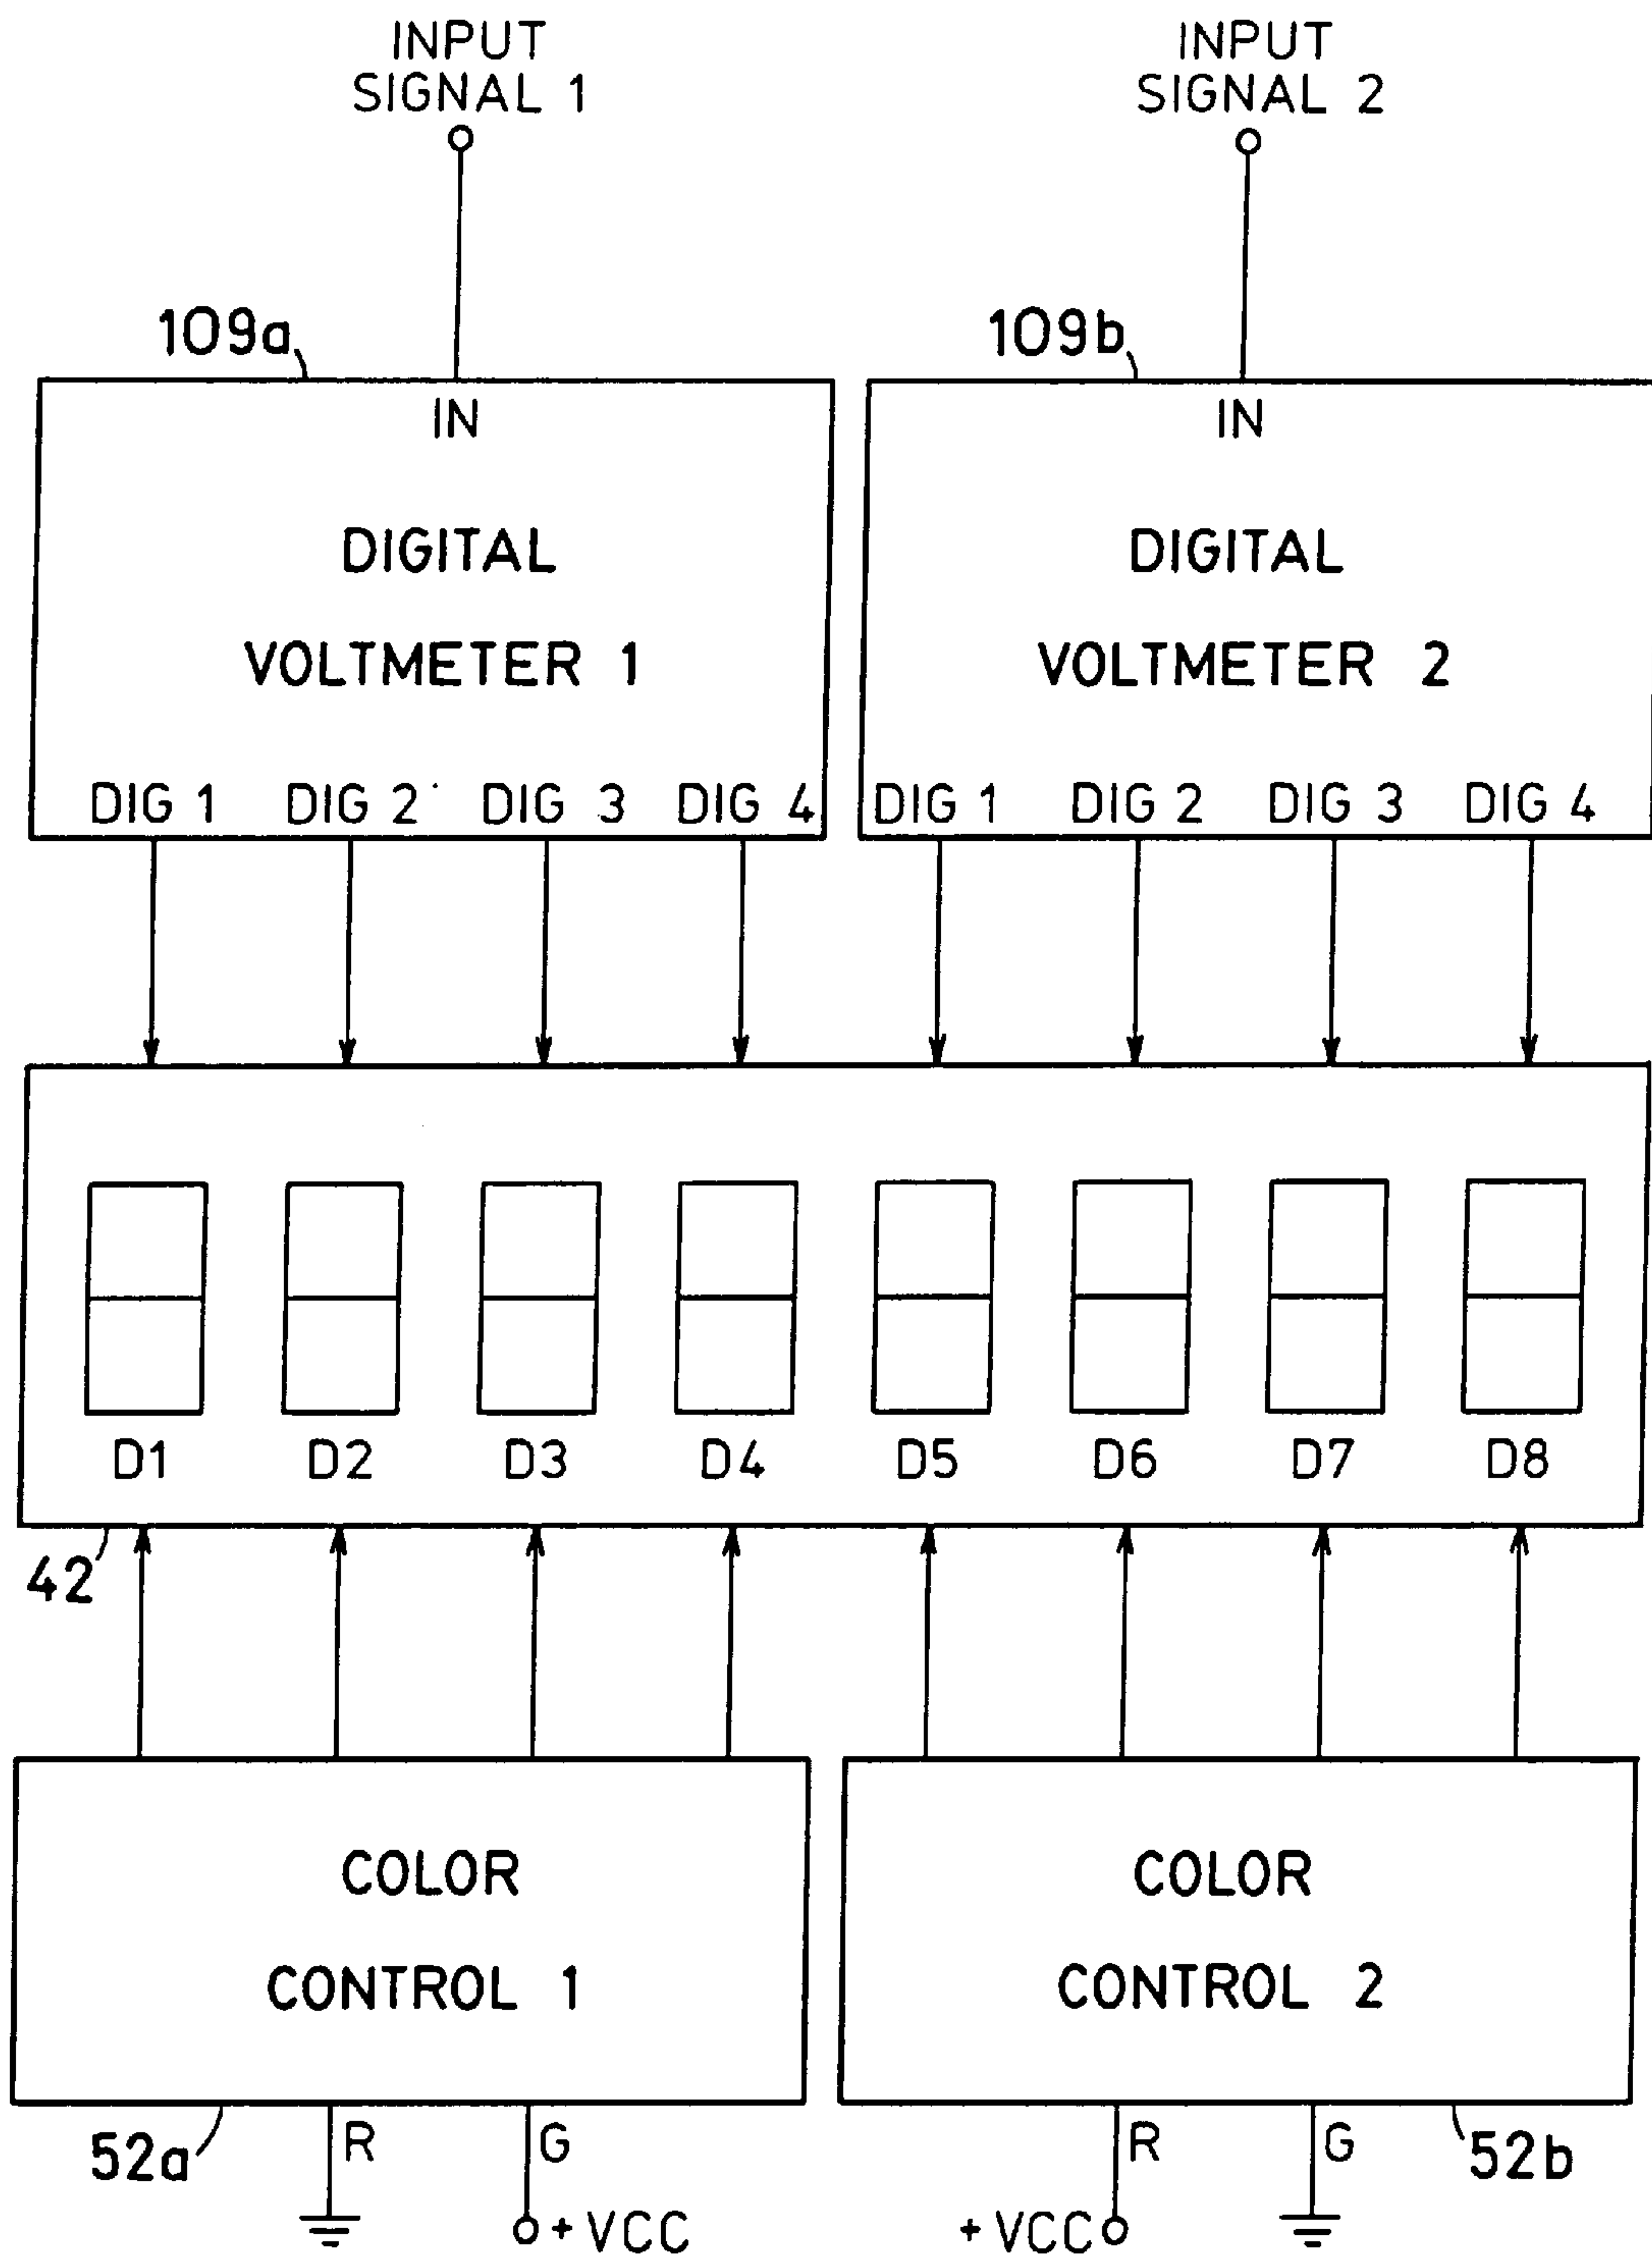 INPUT
SIGNAL 1
INPUT
SIGNAL 2
109a
109b
IN
IN
DIGITAL
VOLTMETER 1
DIGITAL
VOLTMETER 2
DIG 1 DIG 2 DIG 3 DIG 4
DIG 1 DIG 2 DIG 3 DIG 4
D1 D2 D3 D4 D5 D6 D7 D8
42
COLOR
CONTROL 1
COLOR
CONTROL 2
52a
R
G
R
G
52b
+ VCC
+ VCC